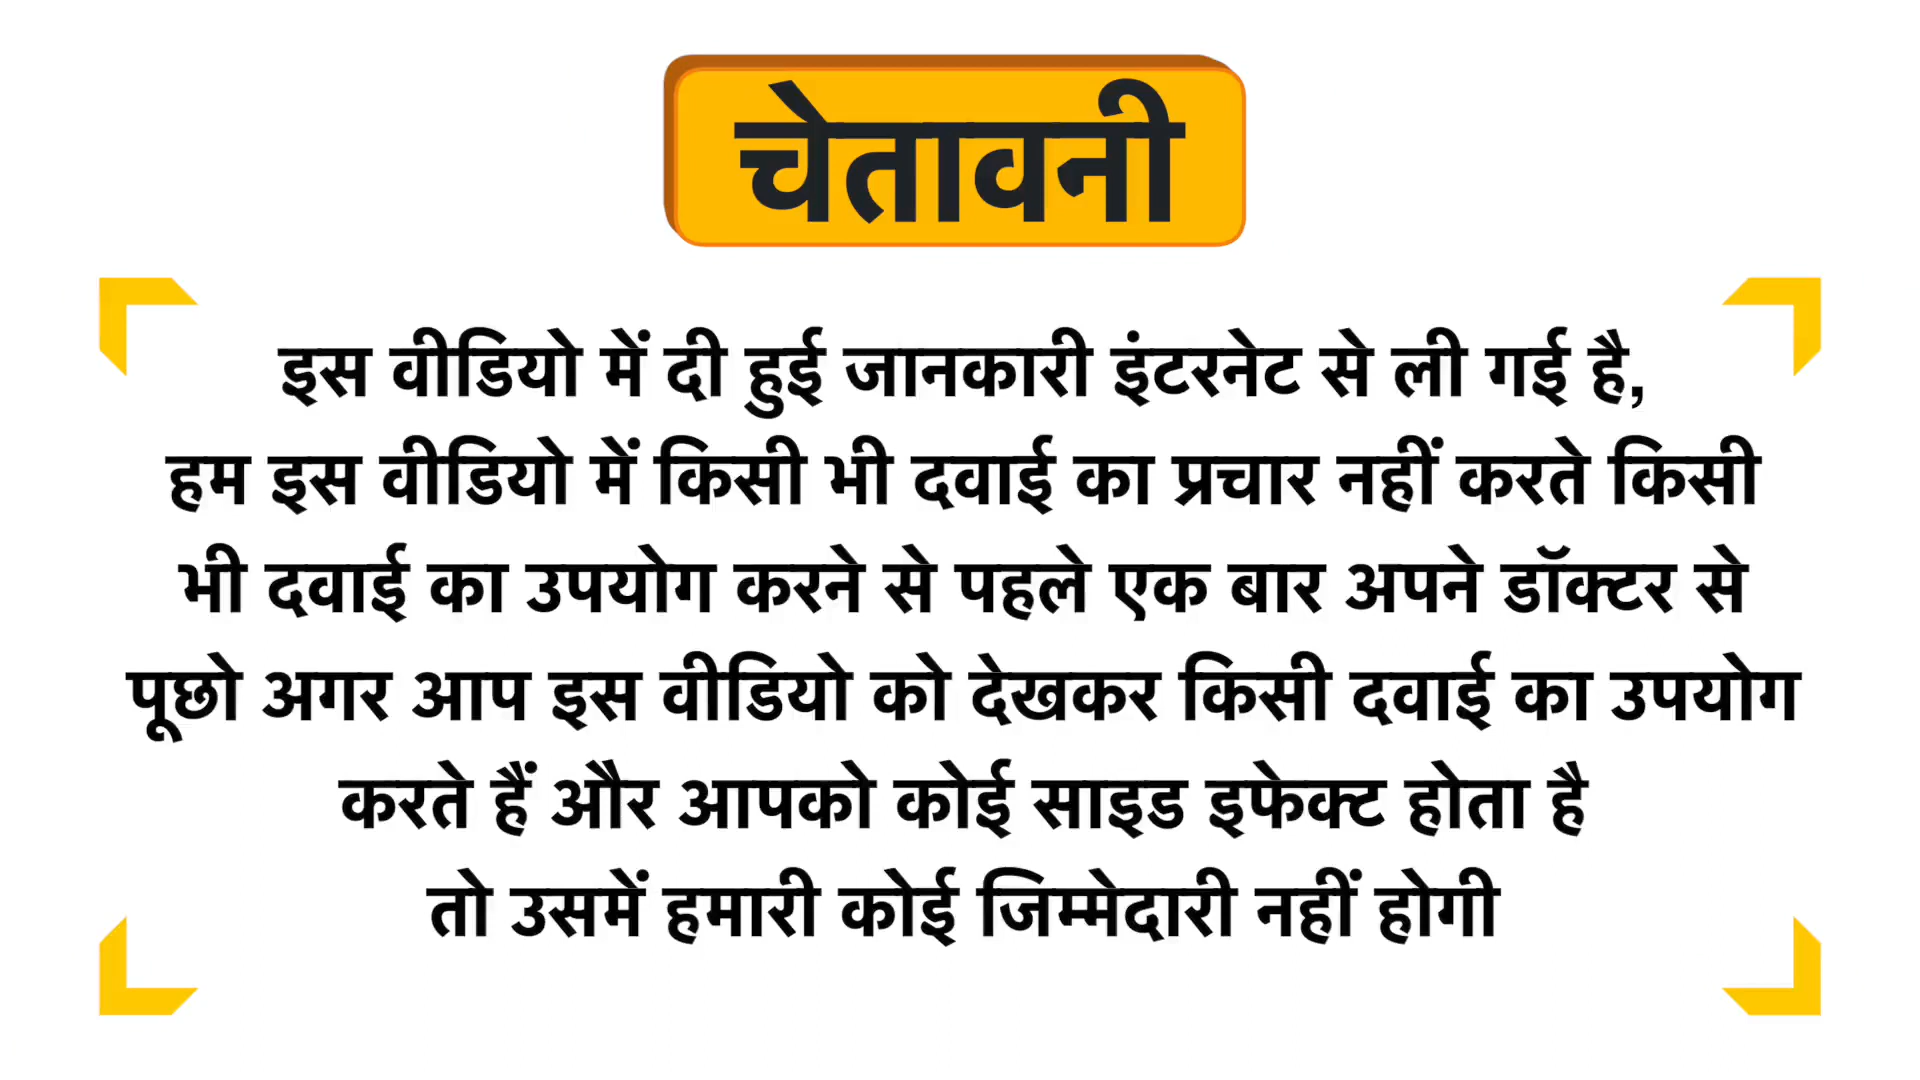 चेतावनी
इस वीडियो में दी हुई जानकारी इंटरनेट से ली गई है,
हम इस वीडियो में किसी भी दवाई का प्रचार नहीं करते किसी
भी दवाई का उपयोग करने से पहले एक बार अपने डॉक्टर से
पूछो अगर आप इस वीडियो को देखकर किसी दवाई का उपयोग
करते हैं और आपको कोई साइड इफेक्ट होता है
तो उसमें हमारी कोई जिम्मेदारी नहीं होगी